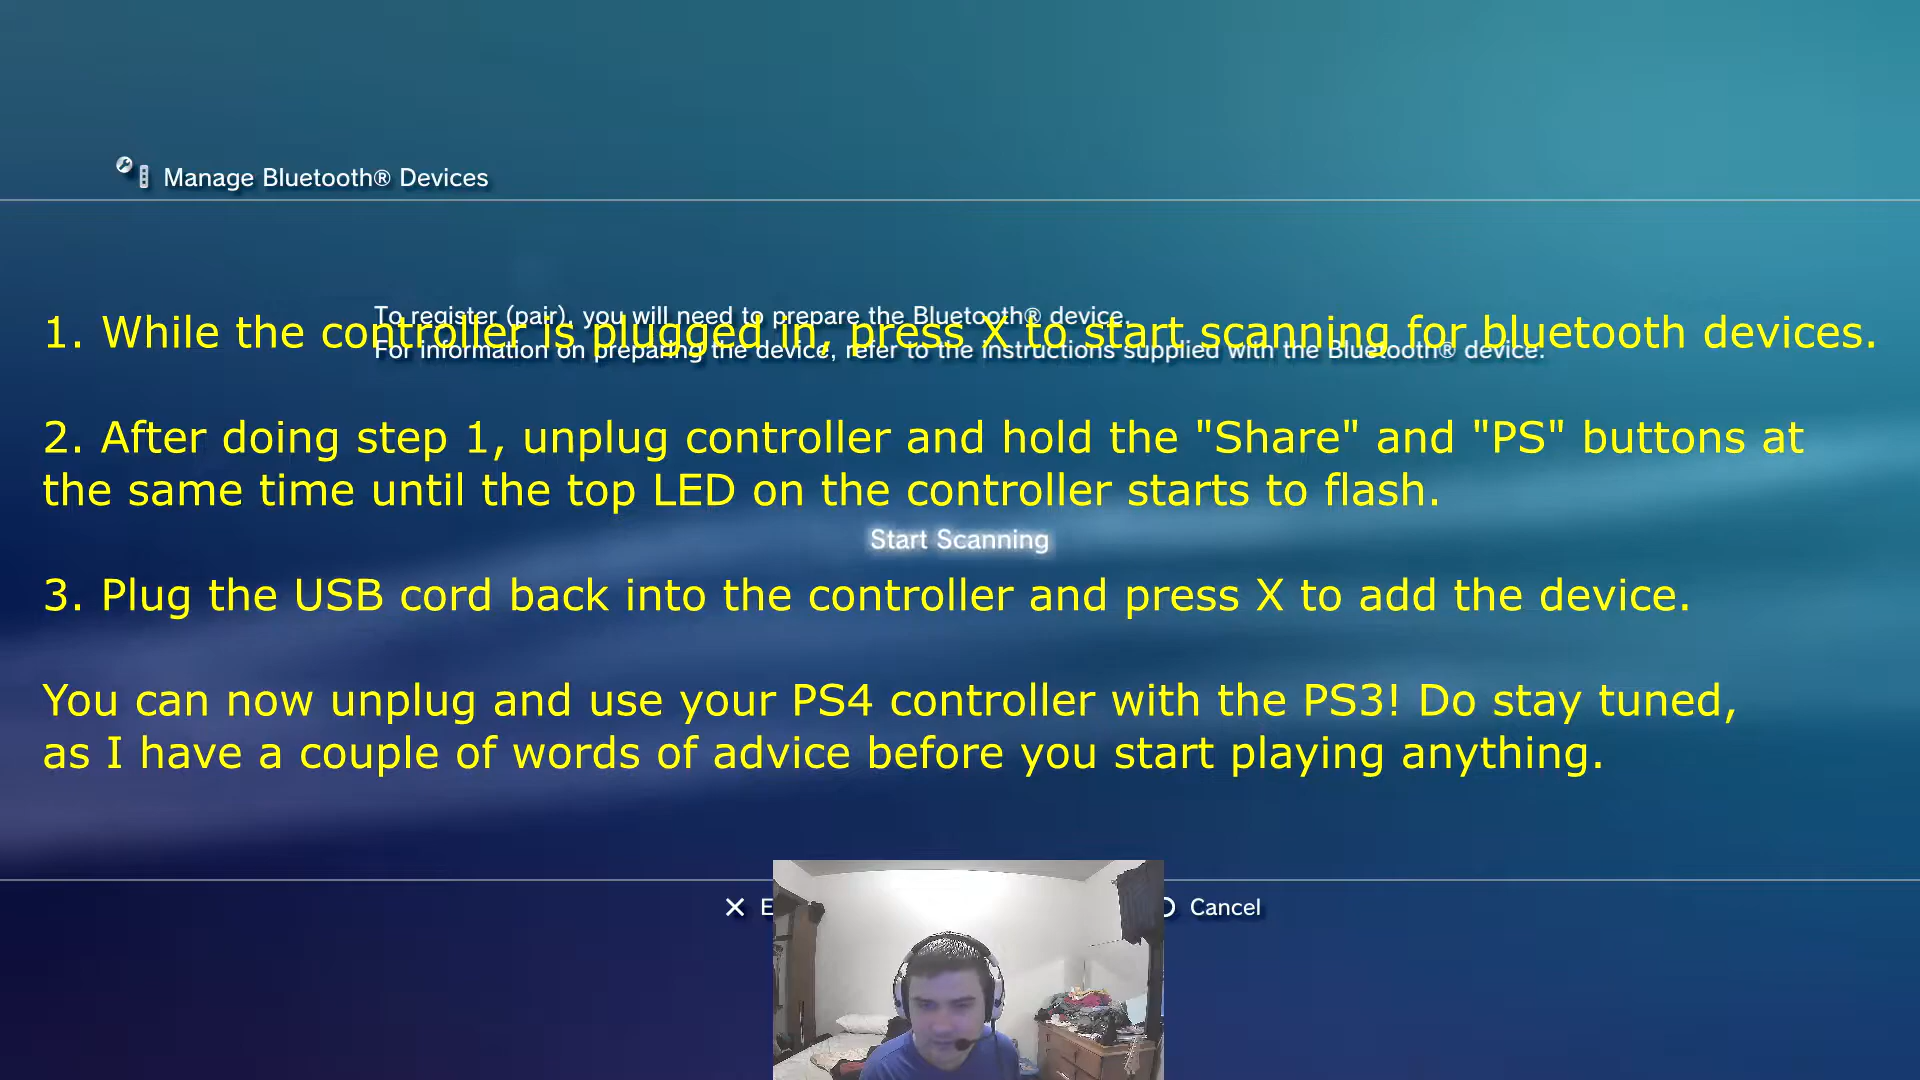 Manage Bluetooth® Devices
To register (pair), you will need to prepare the Bluetooth® device.
1. While the controller is plugged in, press X to start scanning for bluetooth devices.
For information on preparing the device, refer to the instructions supplied with the Bluetooth® device.
2. After doing step 1, unplug controller and hold the "Share" and "PS" buttons at
the same time until the top LED on the controller starts to flash.
Start Scanning
3. Plug the USB cord back into the controller and press X to add the device.
You can now unplug and use your PS4 controller with the PS3! Do stay tuned,
as I have a couple of words of advice before you start playing anything.
Cancel